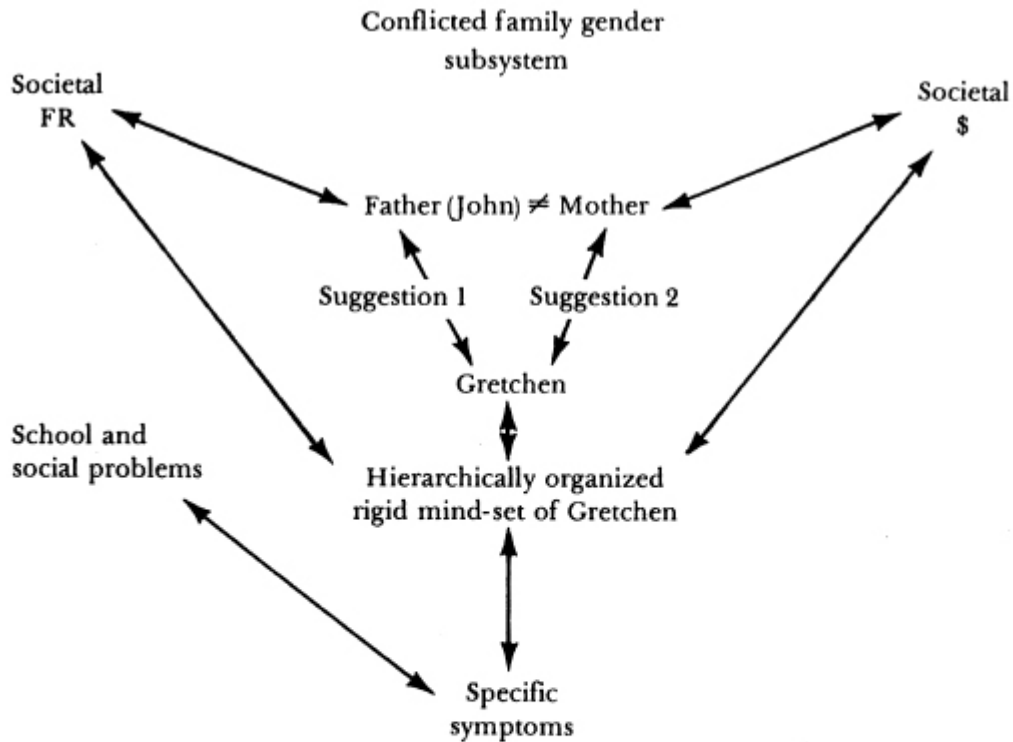 Conflicted family gender
subsystem
Societal
FR
Societal
$
Father (John) ≠ Mother
Suggestion 1
Suggestion 2
Gretchen
School and
social problems
Hierarchically organized
rigid mind-set of Gretchen
Specific
symptoms